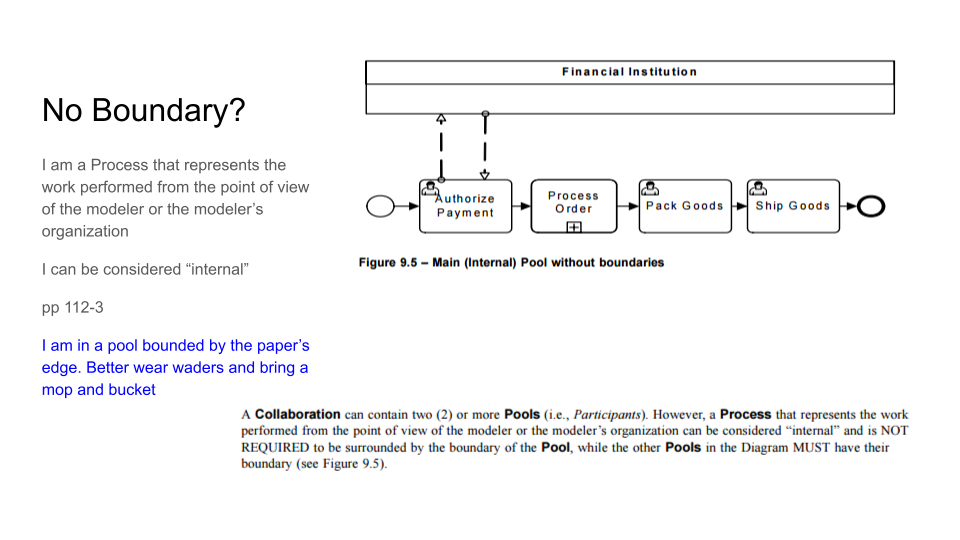 No Boundary?
I am a Process that represents the
work performed from the point of view
of the modeler or the modeler’s
organization
I can be considered “internal”
pp 112-3
I am in a pool bounded by the paper’s
edge. Better wear waders and bring a
mop and bucket
Financial Institution
Authorize
Payment
Process
Order
Pack Goods
Ship Goods
Figure 9.5 – Main (Internal) Pool without boundaries
A Collaboration can contain two (2) or more Pools (i.e., Participants). However, a Process that represents the work
performed from the point of view of the modeler or the modeler’s organization can be considered “internal” and is NOT
REQUIRED to be surrounded by the boundary of the Pool, while the other Pools in the Diagram MUST have their
boundary (see Figure 9.5).